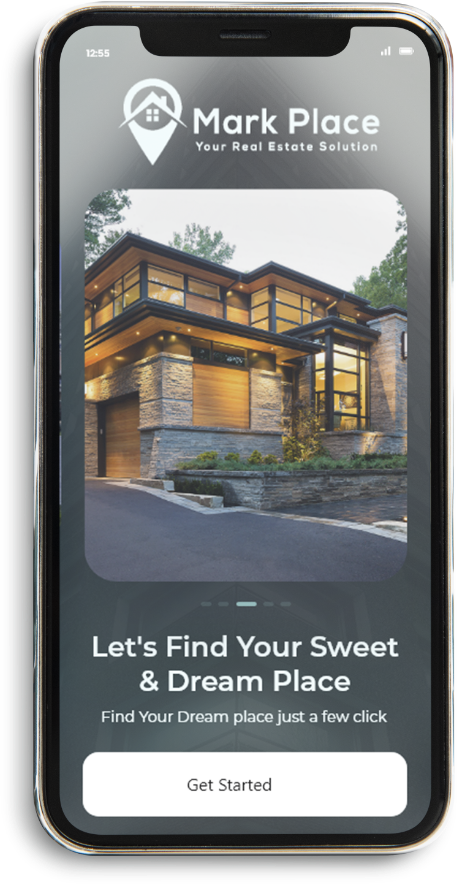 12:55
Mark Place
Your Real Estate Solution
Let's Find Your Sweet
& Dream Place
Find Your Dream place just a few click
Get Started